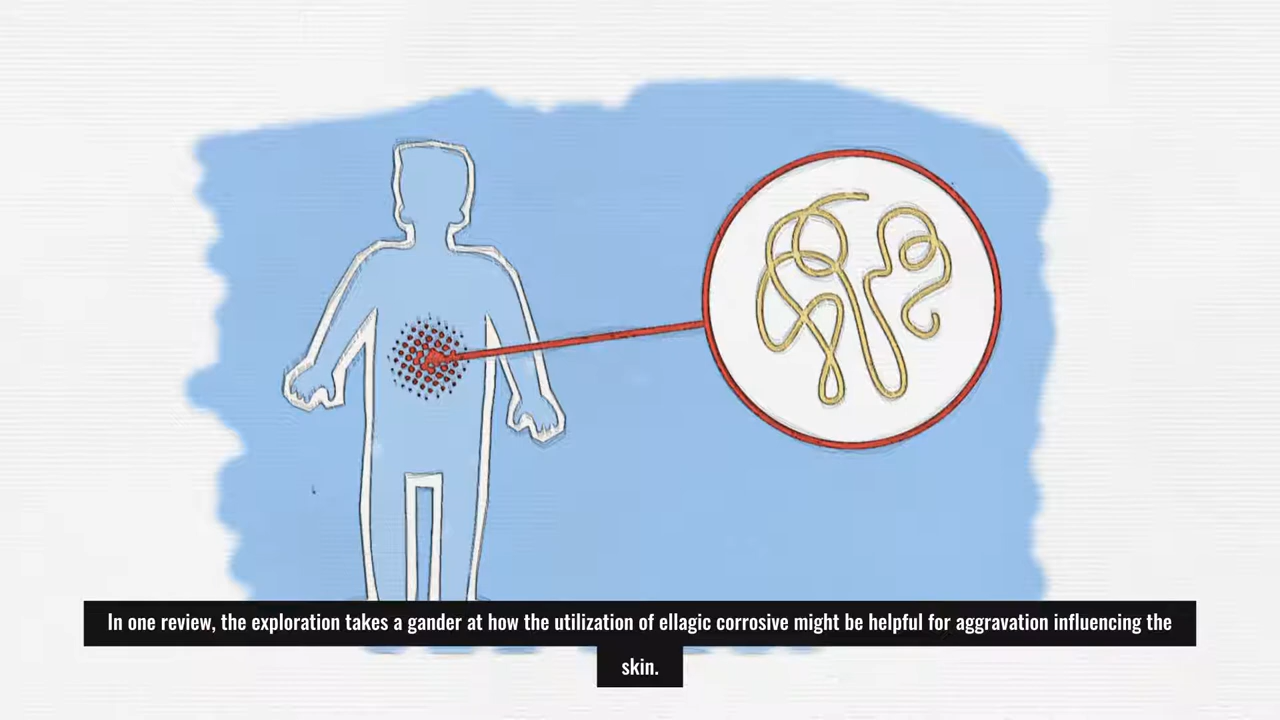 In one review, the exploration takes a gander at how the utilization of ellagic corrosive might be helpful for aggravation influencing the
skin.